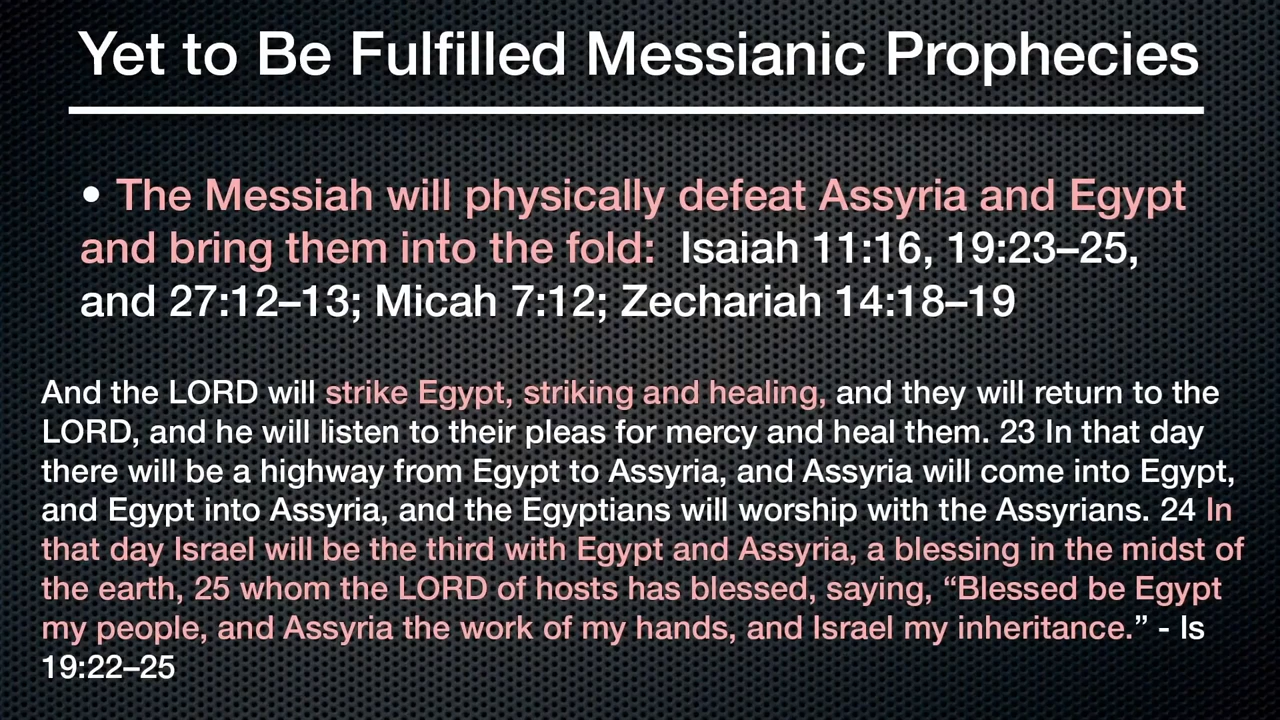 Yet to Be Fulfilled Messianic Prophecies
• The Messiah will physically defeat Assyria and Egypt
and bring them into the fold:  Isaiah 11:16, 19:23–25,
and 27:12–13; Micah 7:12; Zechariah 14:18–19
And the LORD will strike Egypt, striking and healing, and they will return to the
LORD, and he will listen to their pleas for mercy and heal them. 23 In that day
there will be a highway from Egypt to Assyria, and Assyria will come into Egypt,
and Egypt into Assyria, and the Egyptians will worship with the Assyrians. 24 In
that day Israel will be the third with Egypt and Assyria, a blessing in the midst of
the earth, 25 whom the LORD of hosts has blessed, saying, “Blessed be Egypt
my people, and Assyria the work of my hands, and Israel my inheritance.” - Is
19:22–25